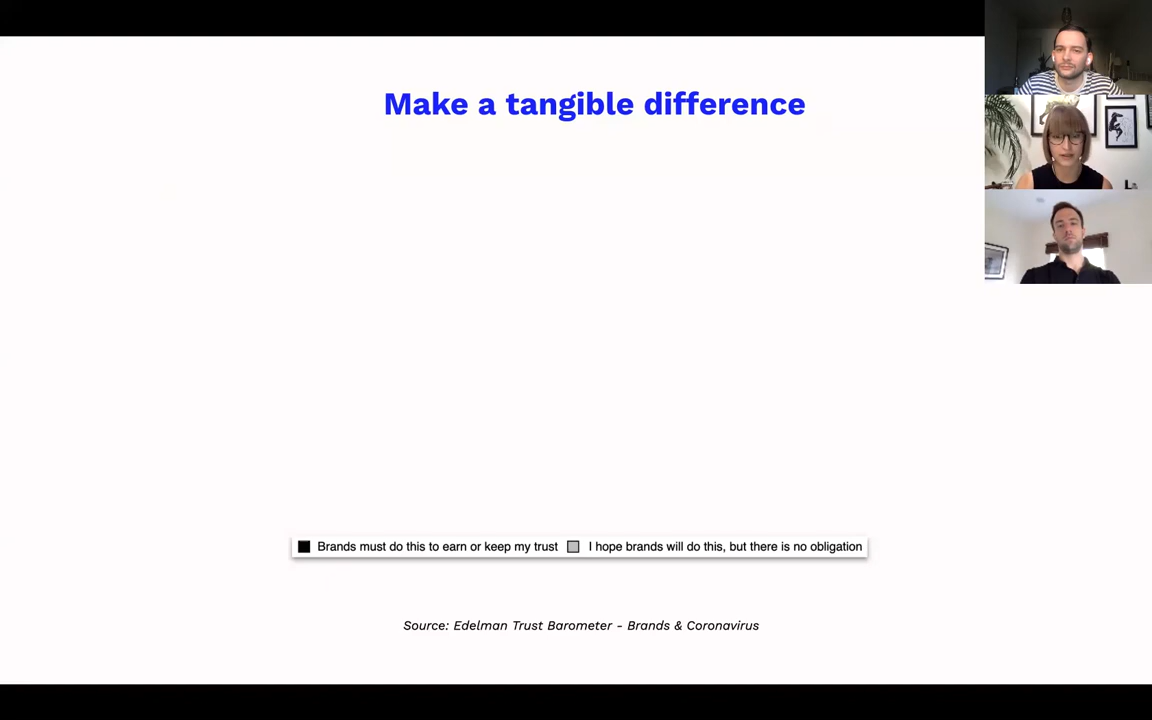 Make a tangible difference
Brands must do this to earn or keep my trust I hope brands will do this, but there is no obligation
Source: Edelman Trust Barometer - Brands & Coronavirus